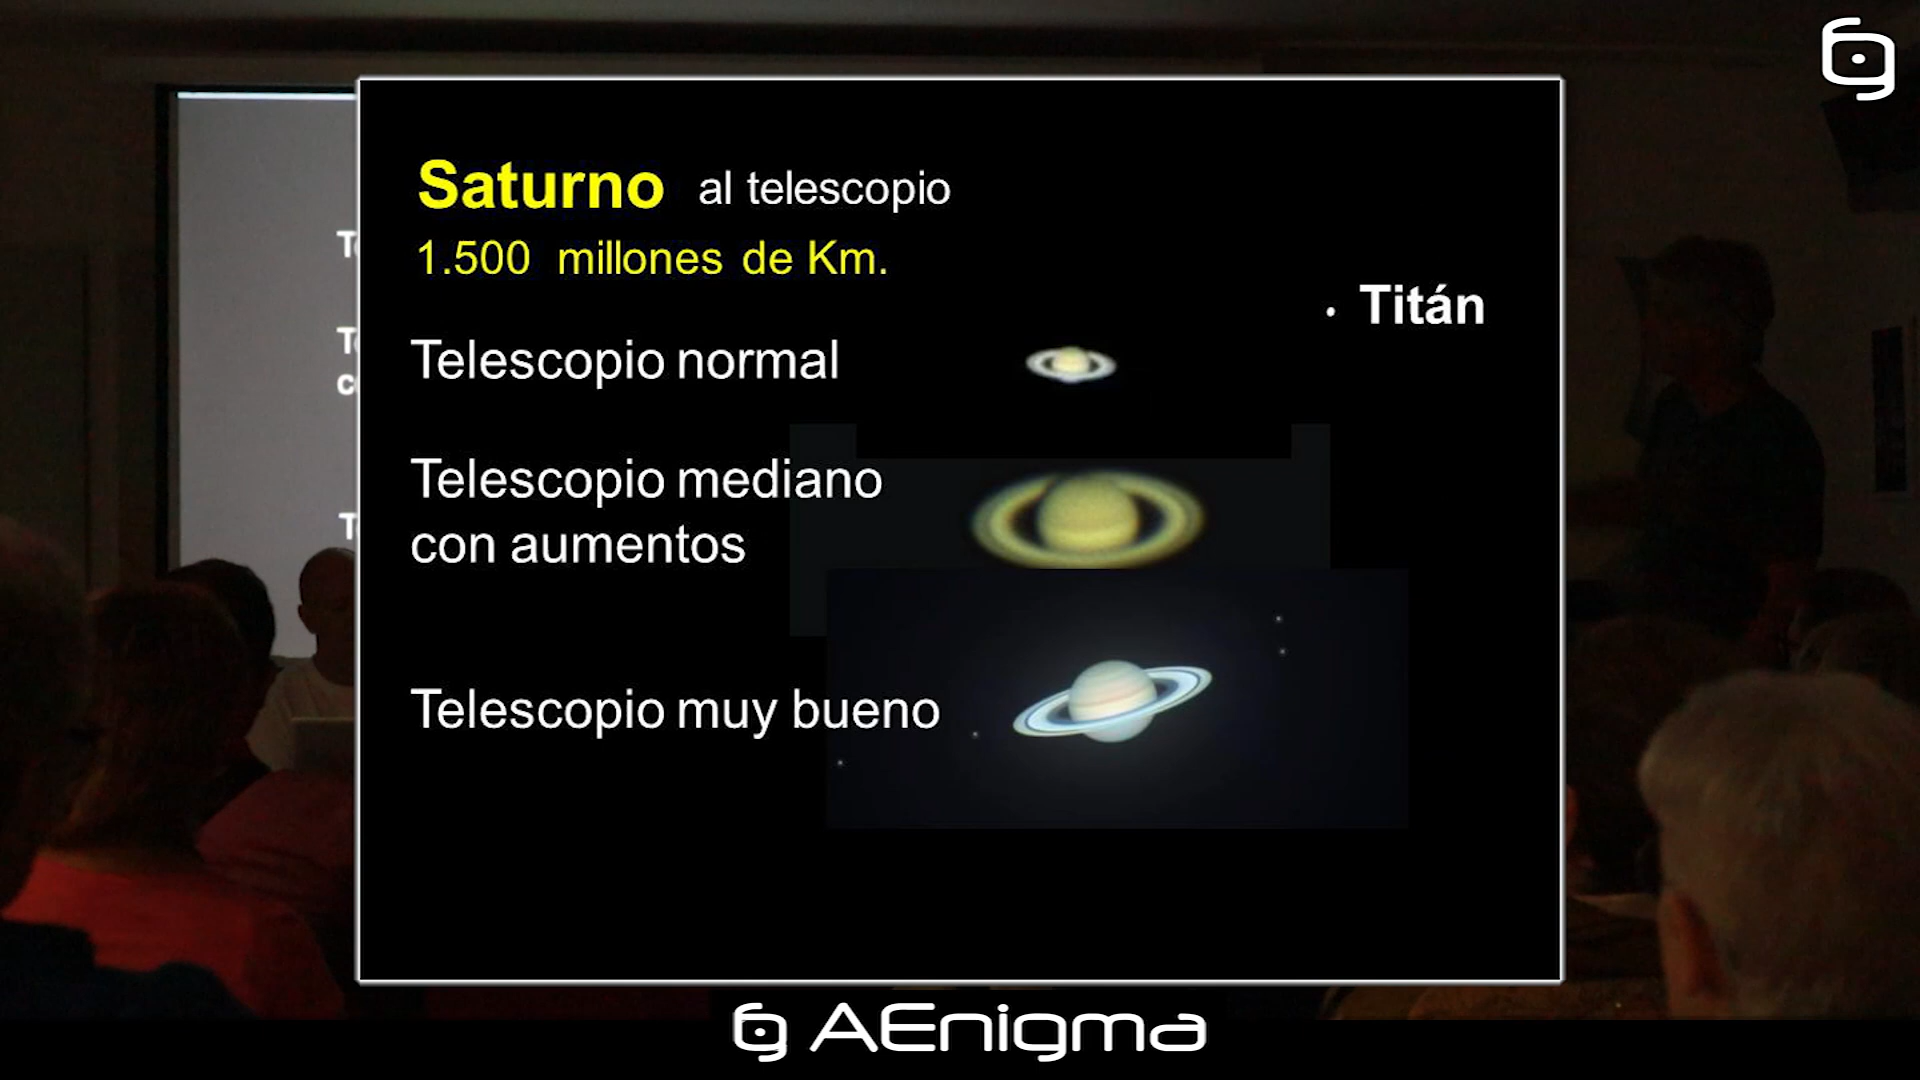 Saturno al telescopio
1.500 millones de Km.
Titán
Telescopio normal
Telescopio mediano
con aumentos
Telescopio muy bueno
AEnigma